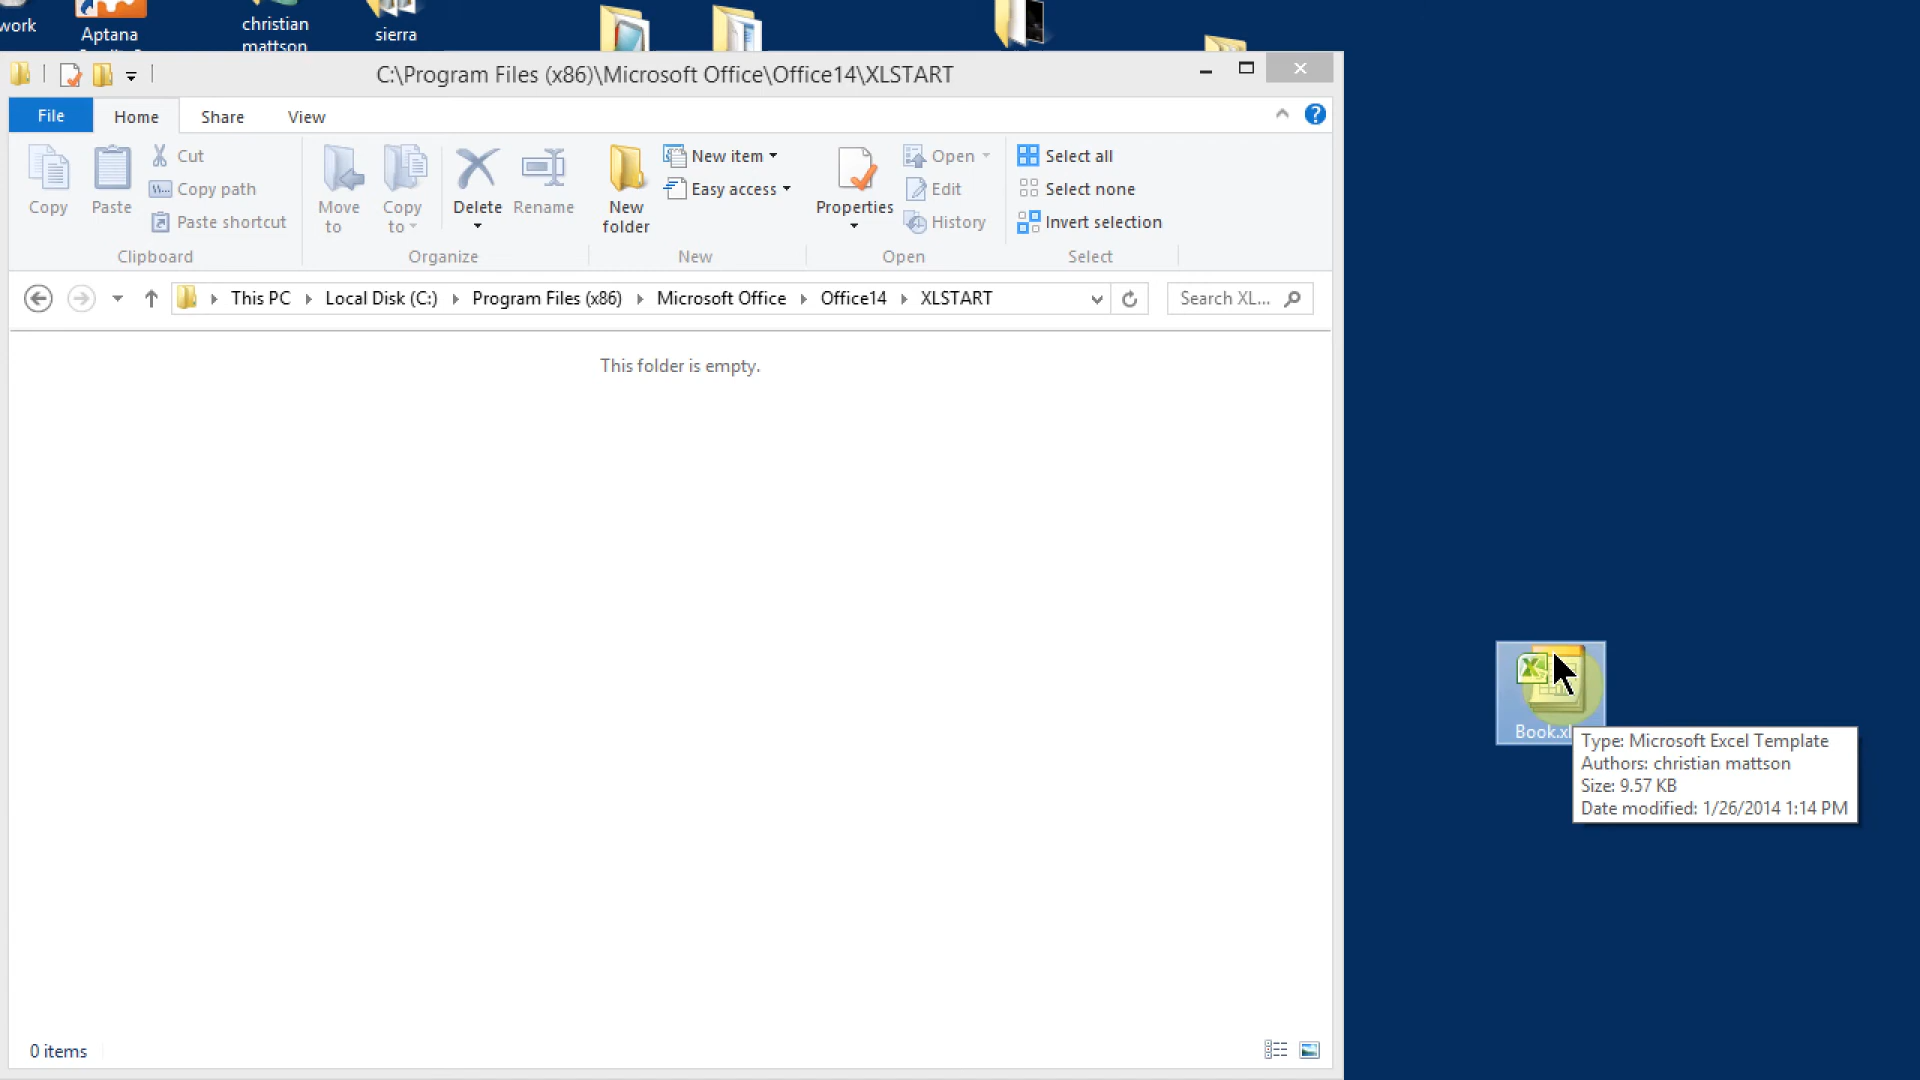 work
Aptana
christian
mattson
sierra
C:\Program Files (x86)\Microsoft Office\Office14\XLSTART
File
Home
Share
View
Copy
Paste
Cut
Copy path
Paste shortcut
Clipboard
Move
to
Copy
to
Delete
Rename
Organize
New
folder
New item
Easy access
New
Properties
Open
Edit
History
Open
Select all
Select none
Invert selection
Select
This PC
Local Disk (C:)
Program Files (x86)
Microsoft Office
Office14
XLSTART
Search XL...
This folder is empty.
Book.xl
Type: Microsoft Excel Template
Authors: christian mattson
Size: 9.57 KB
Date modified: 1/26/2014 1:14 PM
0 items